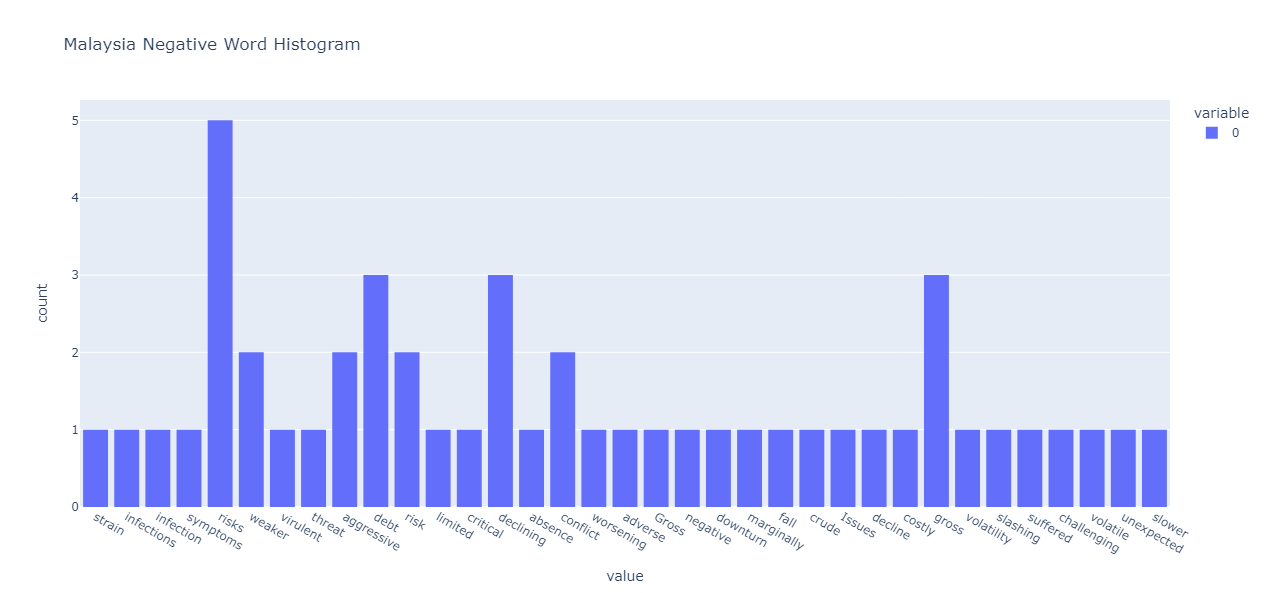 Malaysia Negative Word Histogram
variable
0
5
4
3
2
1
0
count
strain
infections
infection
symptoms
risks
weaker
virulent
threat
aggressive
debt
risk
limited
critical
declining
absence
conflict
worsening
adverse
Gross
negative
downturn
marginally
fall
crude
Issues
decline
costly
gross
volatility
slashing
suffered
challenging
volatile
unexpected
slower
value